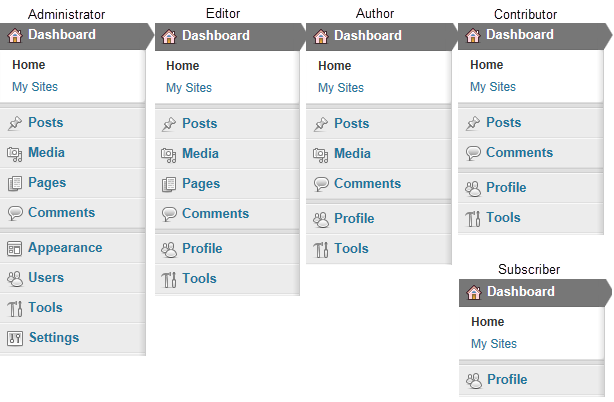 Administrator
Dashboard
Home
My Sites
Posts
Media
Pages
Comments
Appearance
Users
Tools
Settings
Editor
Dashboard
Home
My Sites
Posts
Media
Pages
Comments
Profile
Tools
Author
Dashboard
Home
My Sites
Posts
Media
Comments
Profile
Tools
Contributor
Dashboard
Home
My Sites
Posts
Comments
Profile
Tools
Subscriber
Dashboard
Home
My Sites
Profile